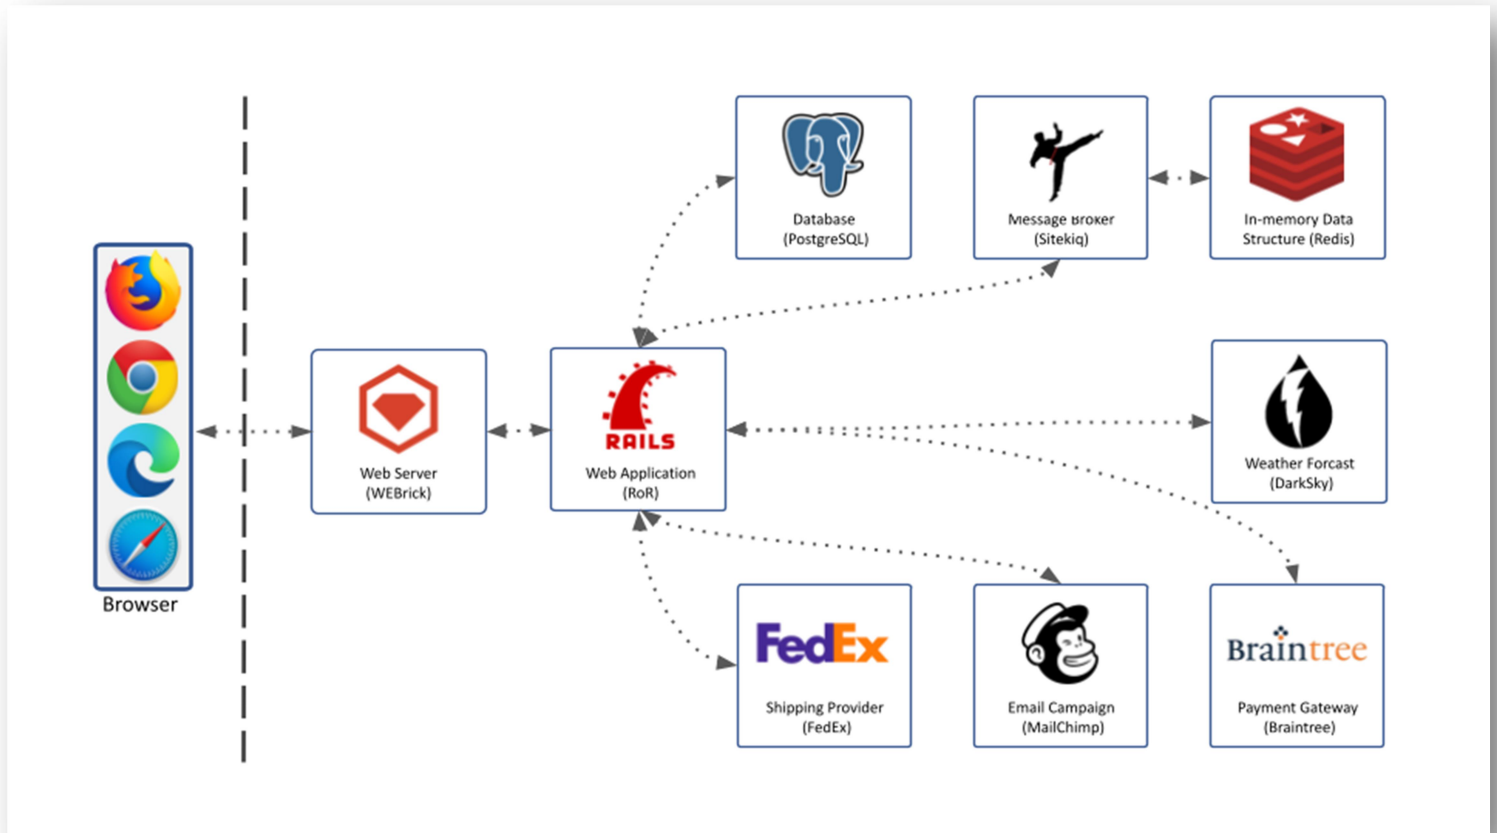 Database
(PostgreSQL)
Message Broker
(Sitekiq)
In-memory Data
Structure (Redis)
Browser
Web Server
(WEBrick)
RAILS
Web Application
(RoR)
Weather Forcast
(DarkSky)
FedEx
Shipping Provider
(FedEx)
Email Campaign
(MailChimp)
Braintree
Payment Gateway
(Braintree)